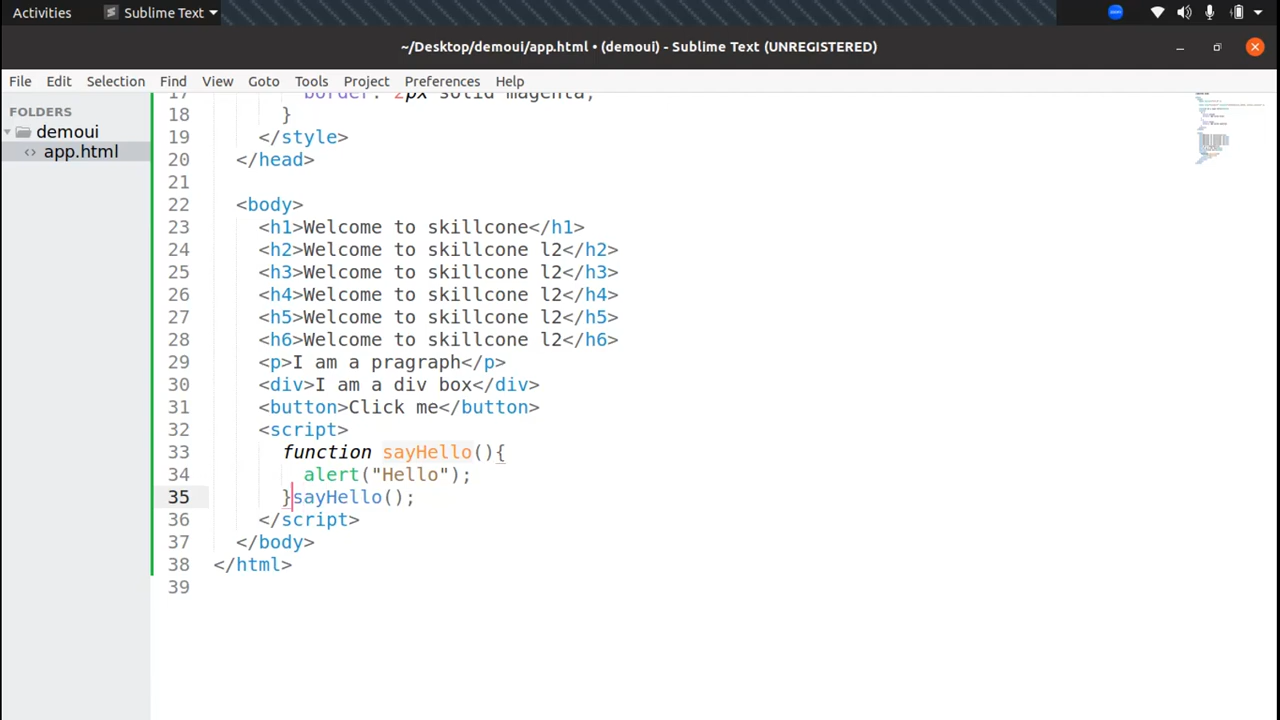 Activities
Sublime Text
~/Desktop/demoui/app.html • (demoui) - Sublime Text (UNREGISTERED)
File Edit Selection Find View Goto Tools Project Preferences Help
FOLDERS
demoui
<> app.html
17 border: 2px solid magenta;
18 }
19 </style>
20 </head>
21
22 <body>
23 <h1>Welcome to skillcone</h1>
24 <h2>Welcome to skillcone l2</h2>
25 <h3>Welcome to skillcone l2</h3>
26 <h4>Welcome to skillcone l2</h4>
27 <h5>Welcome to skillcone l2</h5>
28 <h6>Welcome to skillcone l2</h6>
29 <p>I am a pragraph</p>
30 <div>I am a div box</div>
31 <button>Click me</button>
32 <script>
33 function sayHello(){
34 alert("Hello");
35 }sayHello();
36 </script>
37 </body>
38 </html>
39